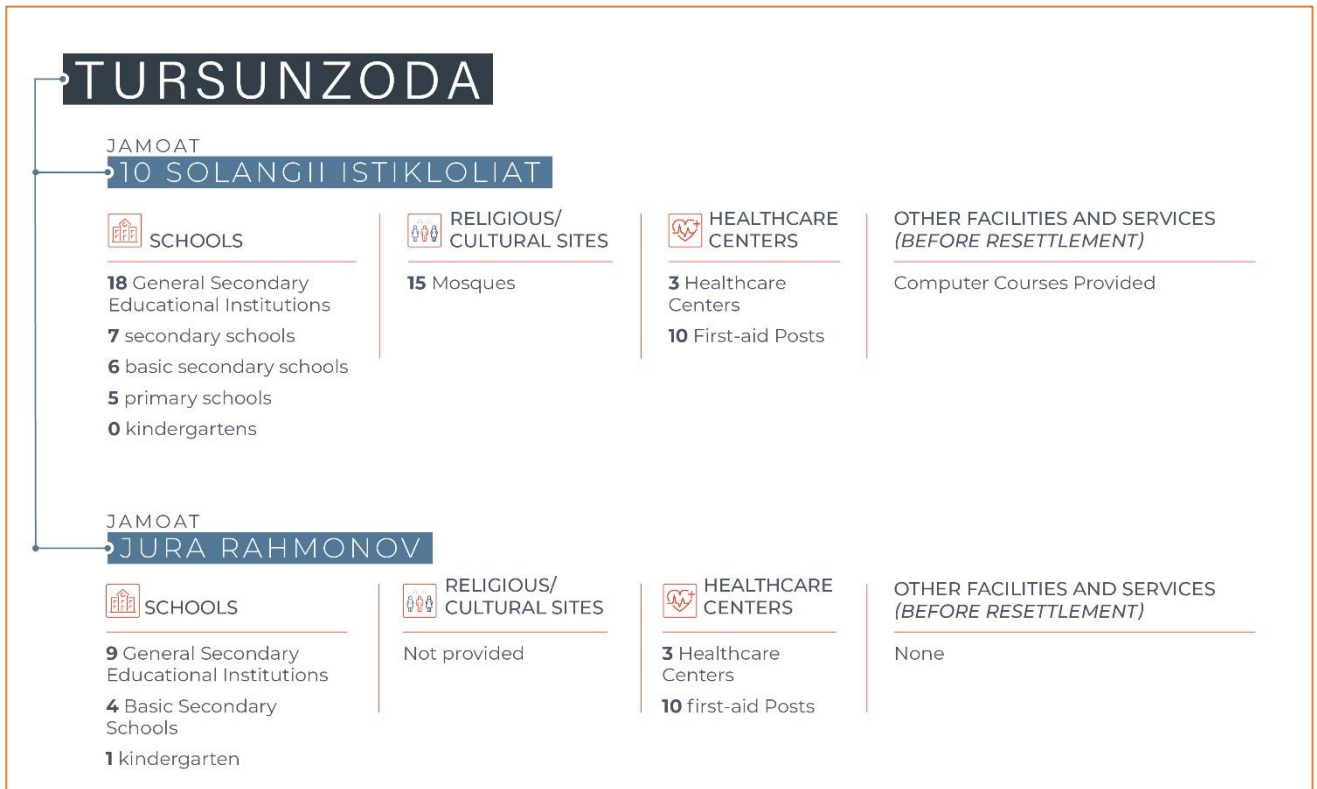 TURSUNZODA
JAMOAT
10 SOLANGII ISTIKLOLIAT
SCHOOLS
18 General Secondary
Educational Institutions
7 secondary schools
6 basic secondary schools
5 primary schools
0 kindergartens
RELIGIOUS/
CULTURAL SITES
15 Mosques
HEALTHCARE
CENTERS
3 Healthcare
Centers
10 First-aid Posts
OTHER FACILITIES AND SERVICES
(BEFORE RESETTLEMENT)
Computer Courses Provided
JAMOAT
JURA RAHMONOV
SCHOOLS
9 General Secondary
Educational Institutions
4 Basic Secondary
Schools
1 kindergarten
RELIGIOUS/
CULTURAL SITES
Not provided
HEALTHCARE
CENTERS
3 Healthcare
Centers
10 first-aid Posts
OTHER FACILITIES AND SERVICES
(BEFORE RESETTLEMENT)
None